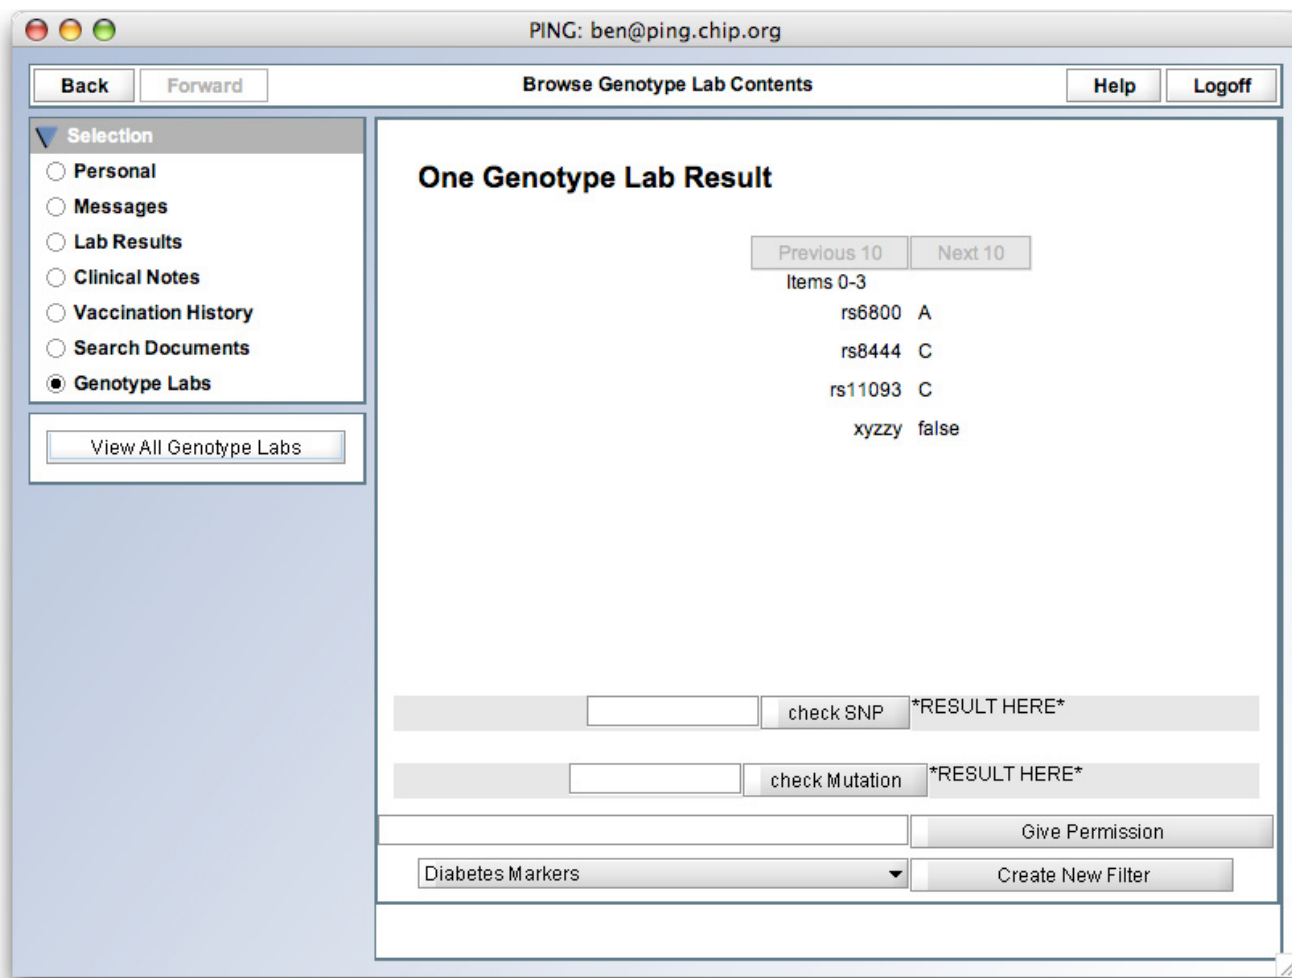 PING: ben@ping.chip.org
Back Forward Browse Genotype Lab Contents Help Logoff
Selection
Personal
Messages
Lab Results
Clinical Notes
Vaccination History
Search Documents
Genotype Labs
View All Genotype Labs
One Genotype Lab Result
Previous 10 Next 10
Items 0-3
rs6800 A
rs8444 C
rs11093 C
xyzzy false
check SNP *RESULT HERE*
check Mutation *RESULT HERE*
Give Permission
Diabetes Markers Create New Filter